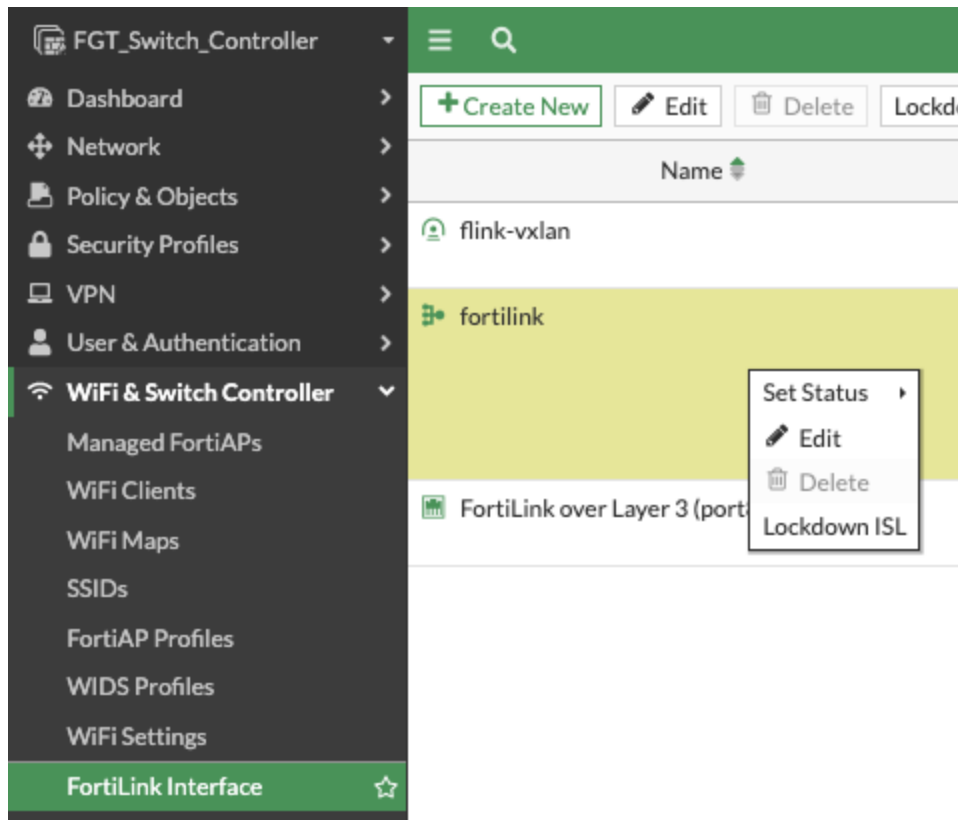 FGT_Switch_Controller
Dashboard
Network
Policy & Objects
Security Profiles
VPN
User & Authentication
WiFi & Switch Controller
Managed FortiAPs
WiFi Clients
WiFi Maps
SSIDs
FortiAP Profiles
WIDS Profiles
WiFi Settings
FortiLink Interface
+ Create New Edit Delete
Name
flink-vxlan
fortilink
FortiLink over Layer 3
Set Status
Edit
Delete
Lockdown ISL